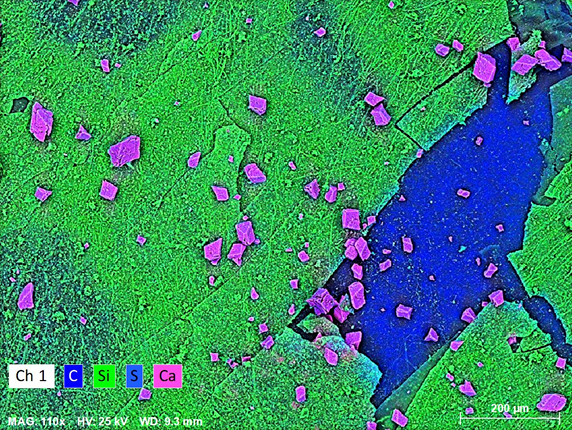 Ch 1 C Si S Ca
MAG: 110x HV: 25 kV WD: 9.3 mm
200 µm